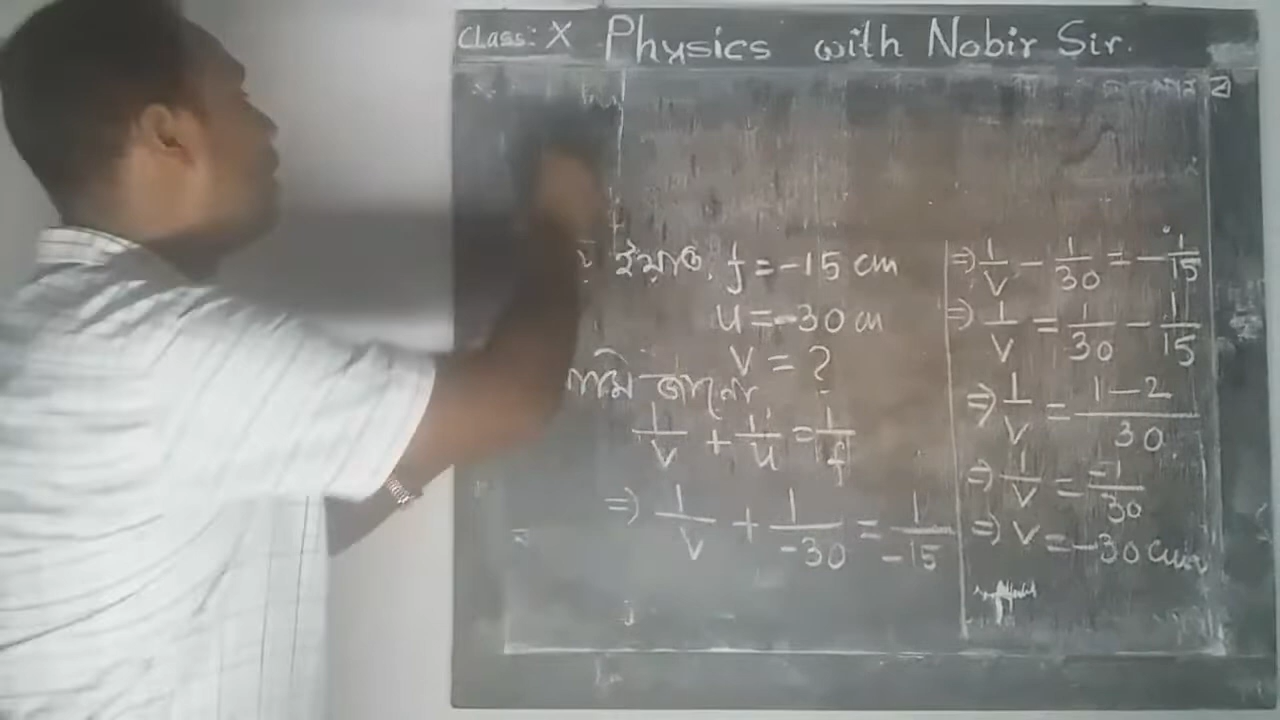 Class: X Physics with Nobir Sir.
f = -15 cm
u = -30 cm
v = ?
1/v + 1/u = 1/f
⇒ 1/v + 1/-30 = 1/-15
⇒ 1/v - 1/30 = - 1/15
⇒ 1/v = 1/30 - 1/15
⇒ 1/v = 1-2/30
⇒ 1/v = -1/30
⇒ v = -30 cm